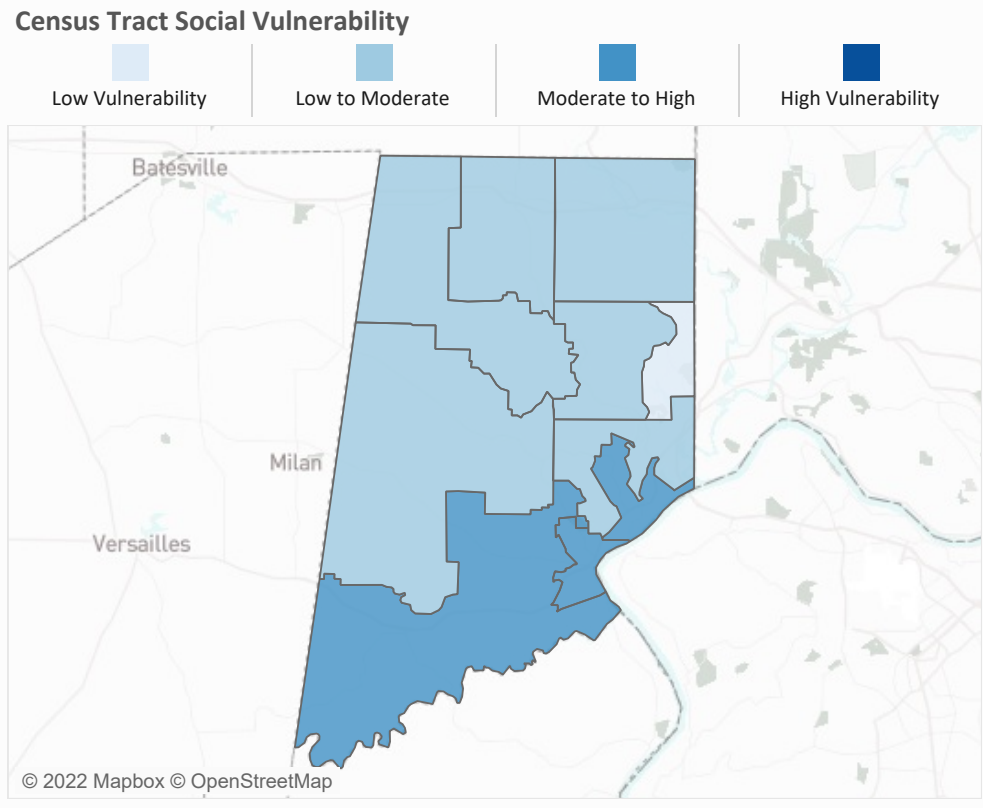 Census Tract Social Vulnerability
Low Vulnerability
Low to Moderate
Moderate to High
High Vulnerability
Batesville
Milan
Versailles
© 2022 Mapbox © OpenStreetMap